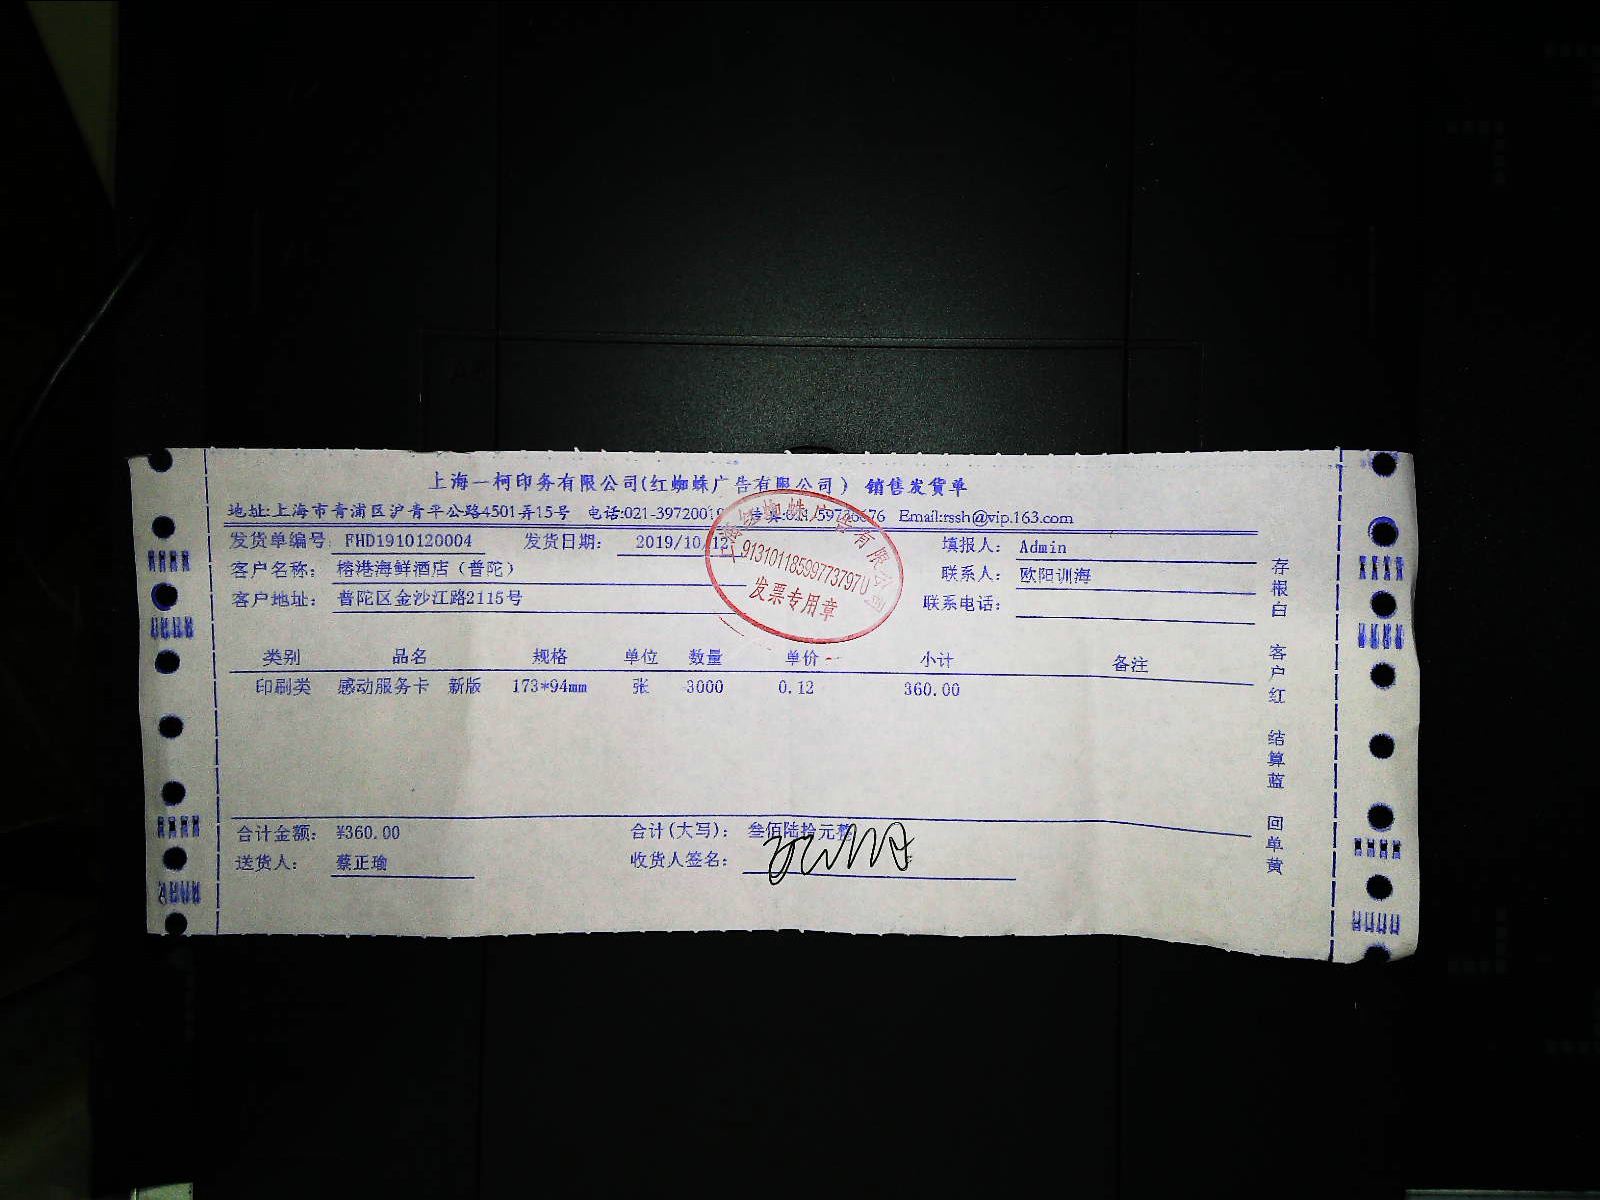 上海一柯印务有限公司(红蜘蛛广告有限公司) 销售发货单
地址:上海市青浦区沪青平公路4501弄15号 电话:021-39720019 Email:rssh@vip.163.com
发货单编号: FHD1910120004 发货日期: 2019/10/12 填报人: Admin
客户名称: 榕港海鲜酒店（普陀） 联系人: 欧阳训海
客户地址: 普陀区金沙江路2115号 联系电话:
红蜘蛛广告有限公司
913101185997737970
发票专用章
类别 品名 规格 单位 数量 单价 小计 备注
印刷类 感动服务卡 新版 173*94mm 张 3000 0.12 360.00
合计金额: ¥360.00 合计(大写): 叁佰陆拾元整
送货人: 蔡正瑜 收货人签名:
存根白 客户红 结算蓝 回单黄